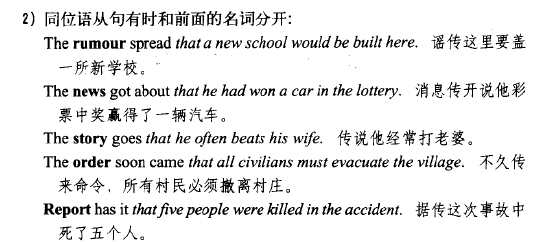 2）同位语从句有时和前面的名词分开：
The rumour spread that a new school would be built here. 谣传这里要盖
一所新学校。
The news got about that he had won a car in the lottery. 消息传开说他彩
票中奖赢得了一辆汽车。
The story goes that he often beats his wife. 传说他经常打老婆。
The order soon came that all civilians must evacuate the village. 不久传
来命令，所有村民必须撤离村庄。
Report has it that five people were killed in the accident. 据传这次事故中
死了五个人。